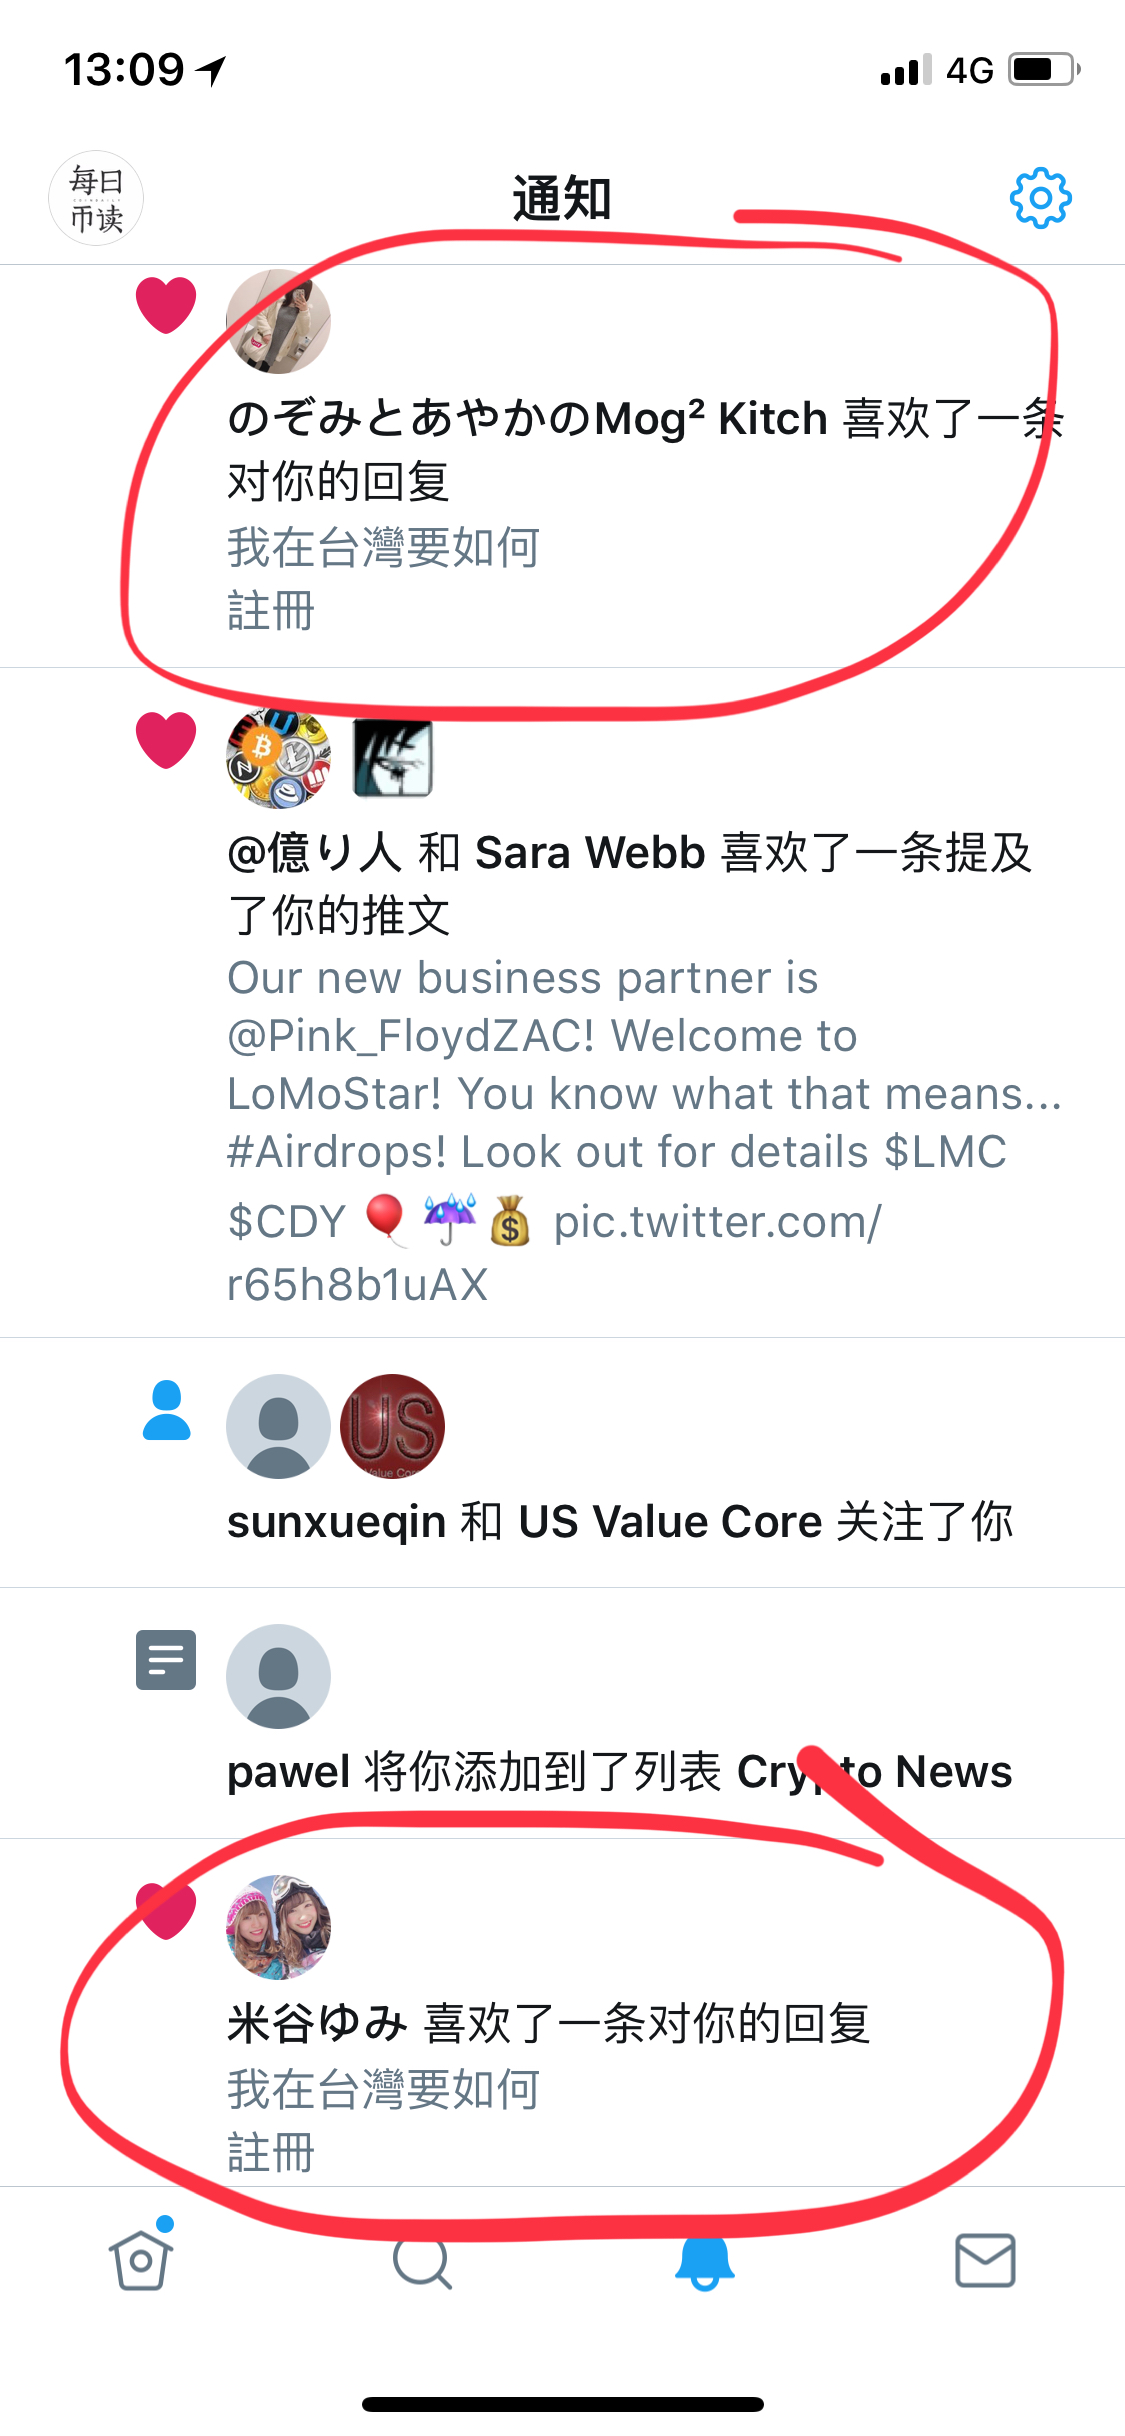 13:09
4G
每日
币读
通知
のぞみとあやかのMog² Kitch 喜欢了一条
对你的回复
我在台灣要如何
註冊
@億り人 和 Sara Webb 喜欢了一条提及
了你的推文
Our new business partner is
@Pink_FloydZAC! Welcome to
LoMoStar! You know what that means...
#Airdrops! Look out for details $LMC
$CDY 🎈☔💰 pic.twitter.com/
r65h8b1uAX
US
Value Core
sunxueqin 和 US Value Core 关注了你
pawel 将你添加到了列表 Crypto News
米谷ゆみ 喜欢了一条对你的回复
我在台灣要如何
註冊